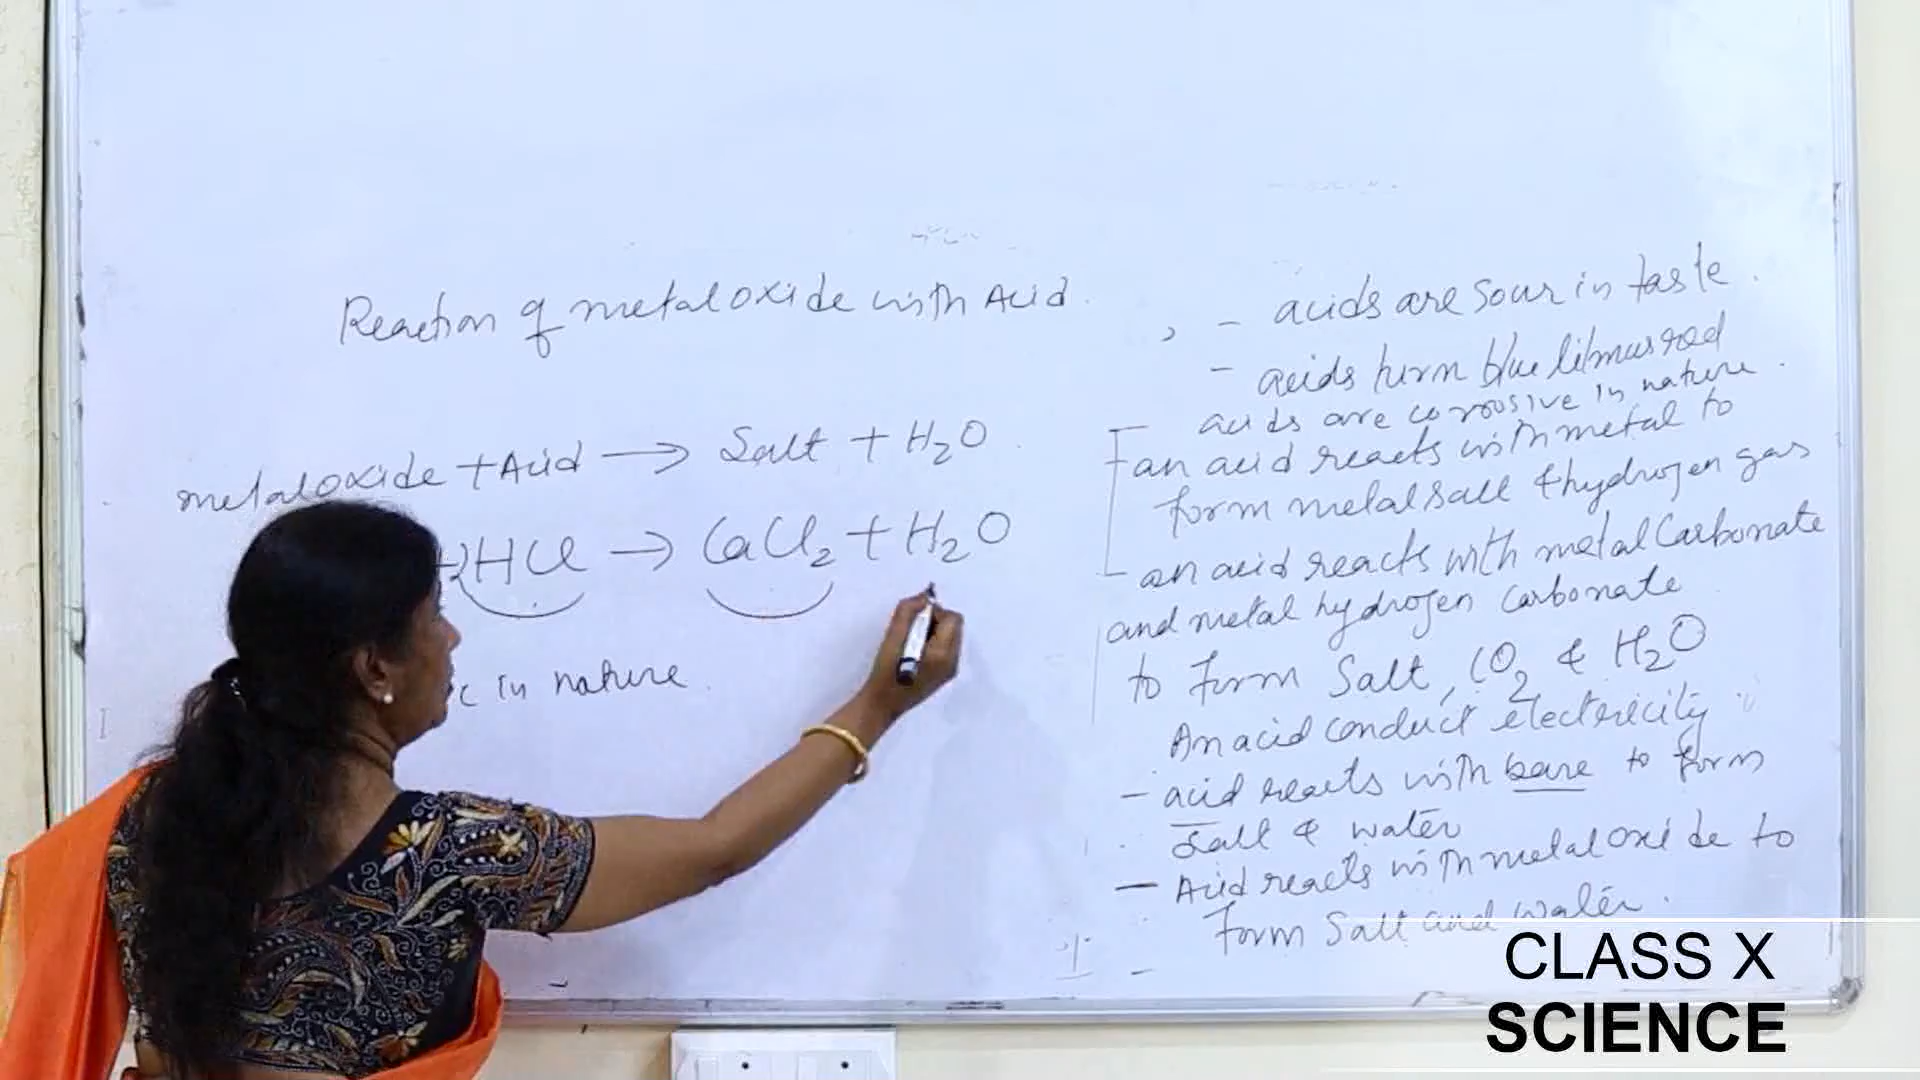 Reaction of metaloxide with Acid.
metaloxide + Acid → Salt + H₂O
+2HCl → CaCl₂ + H₂O
c in nature.
- acids are sour in taste.
- acids turn blue litmus red
acids are corrosive in nature.
- an acid reacts with metal to
form metal salt & hydrogen gas
- an acid reacts with metal Carbonate
and metal hydrogen carbonate
to form Salt, CO₂ & H₂O
An acid conduct electricity
- acid reacts with base to form
Salt & water
- Acid reacts with metal oxide to
form Salt and water.
CLASS X
SCIENCE